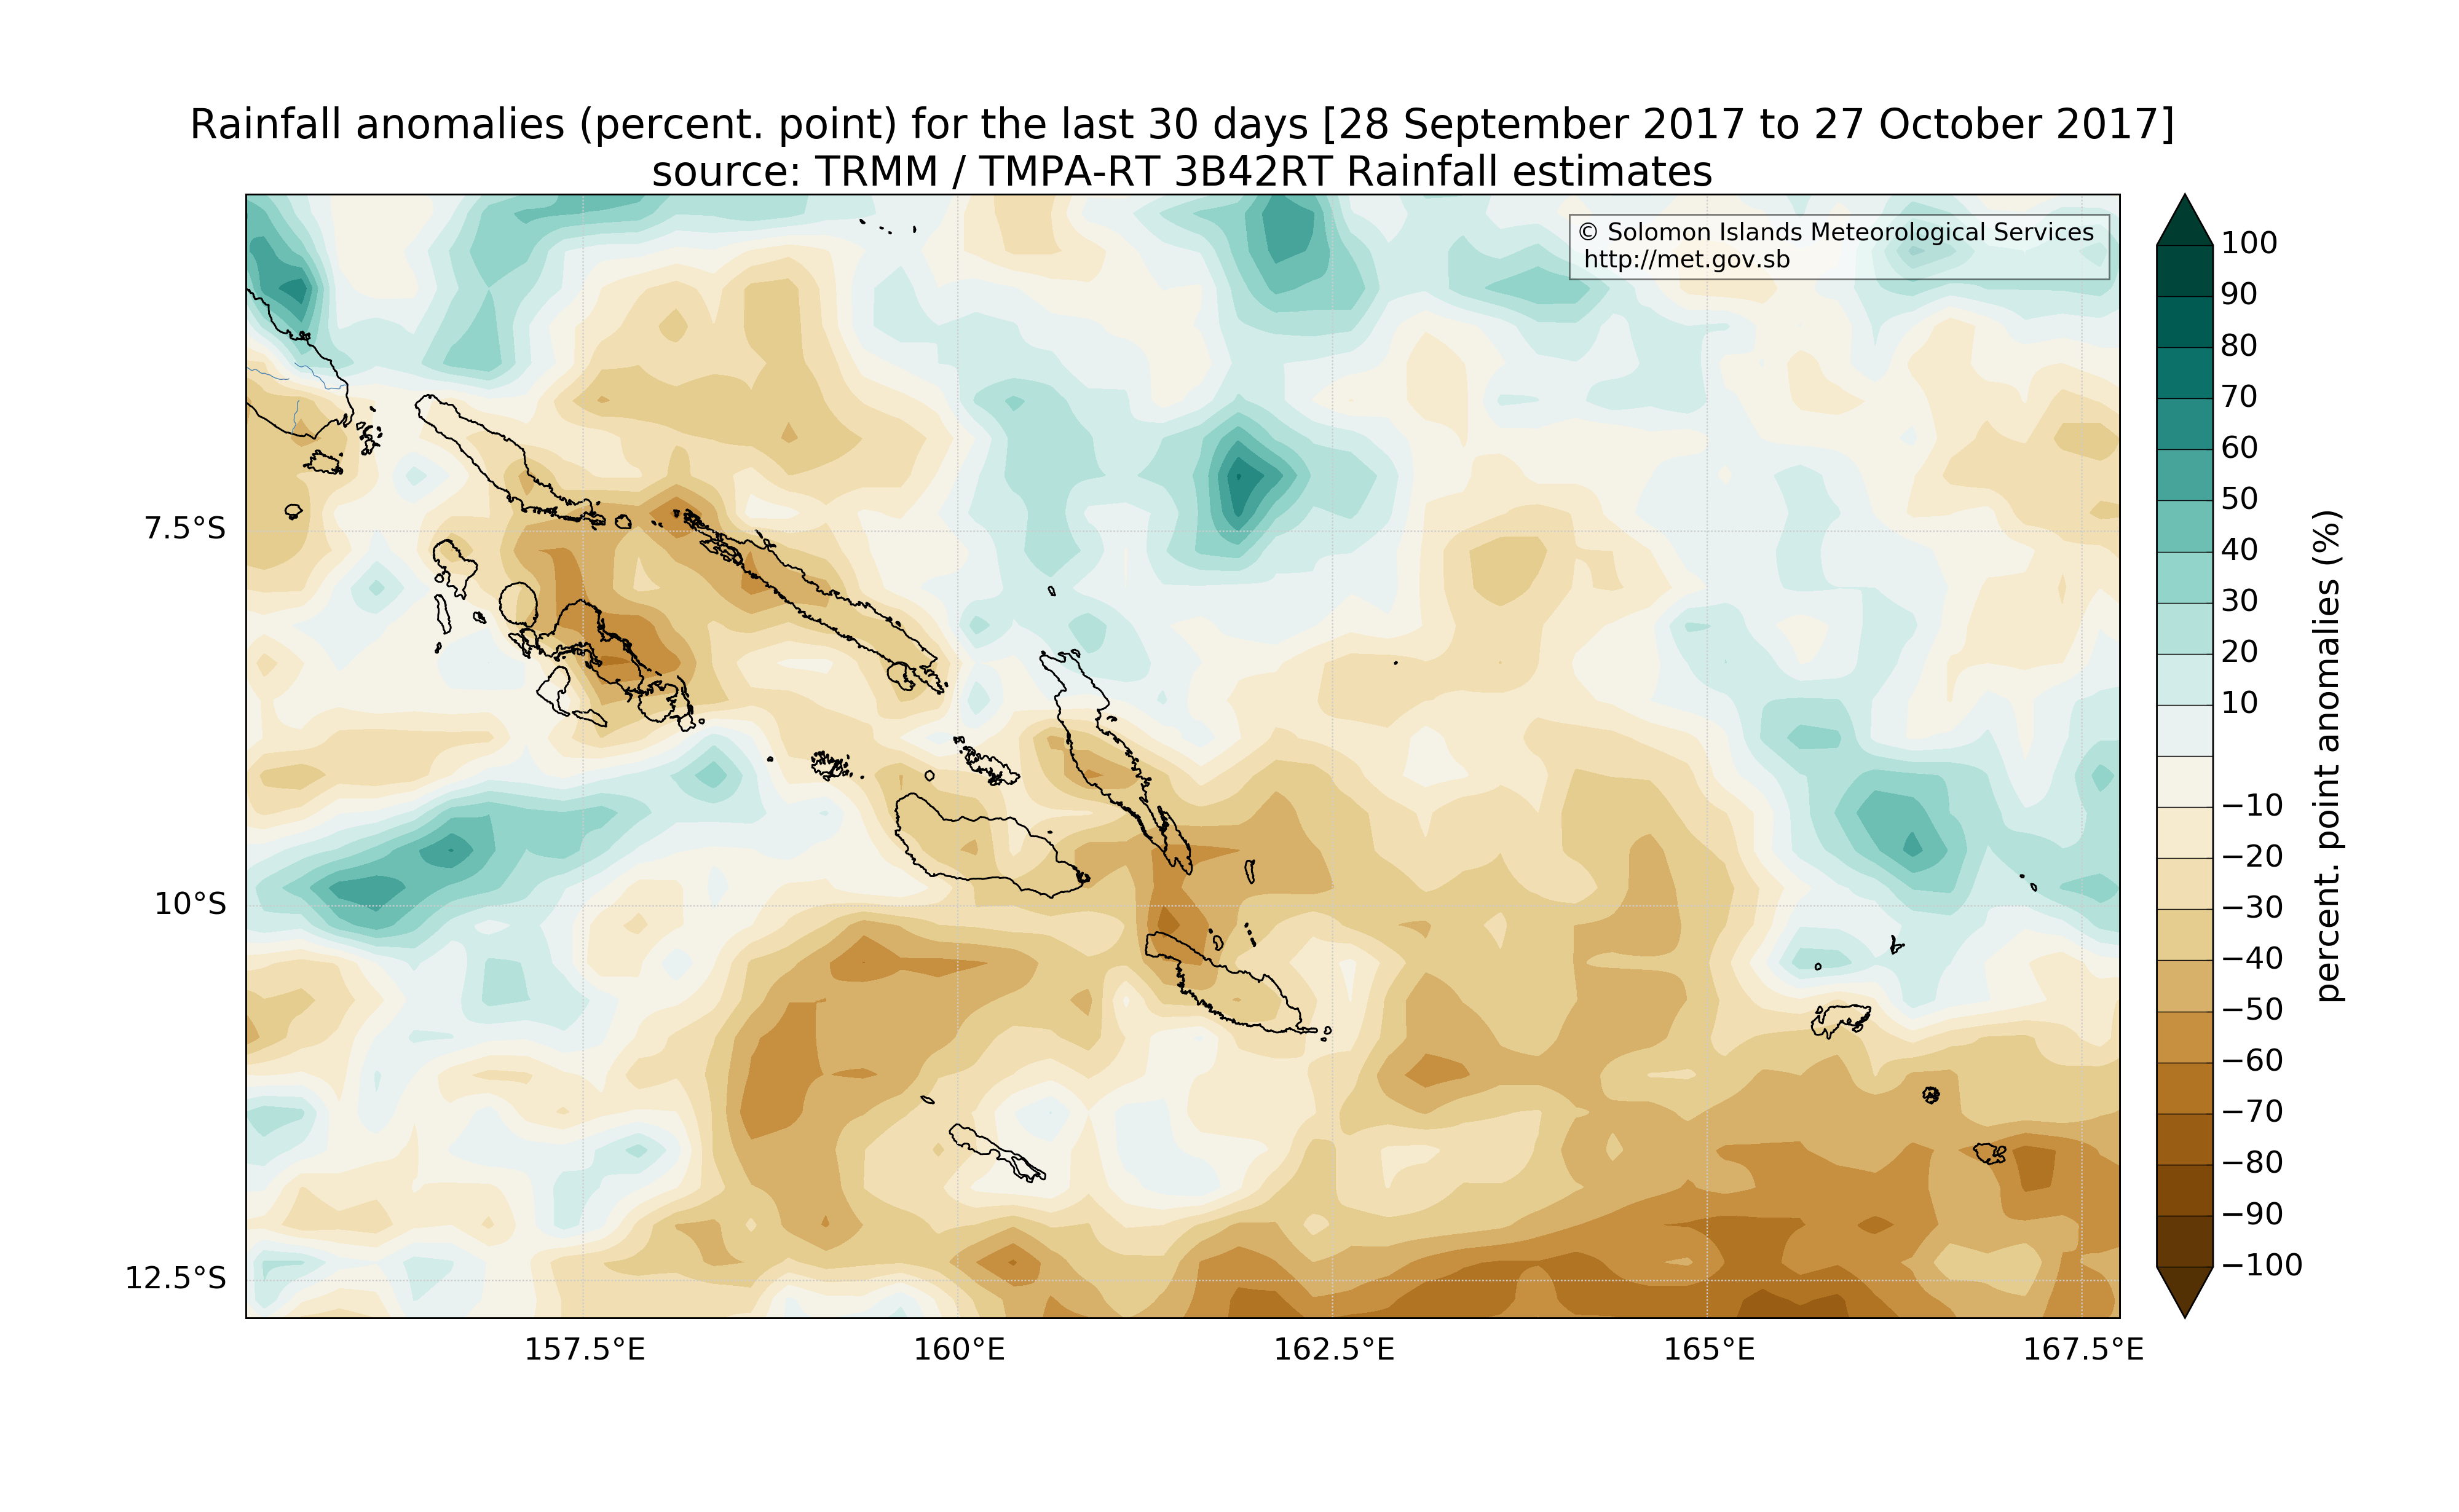 Rainfall anomalies (percent. point) for the last 30 days [28 September 2017 to 27 October 2017]
source: TRMM / TMPA-RT 3B42RT Rainfall estimates
© Solomon Islands Meteorological Services
http://met.gov.sb
7.5°S
10°S
12.5°S
157.5°E
160°E
162.5°E
165°E
167.5°E
100
90
80
70
60
50
40
30
20
10
−10
−20
−30
−40
−50
−60
−70
−80
−90
−100
percent. point anomalies (%)